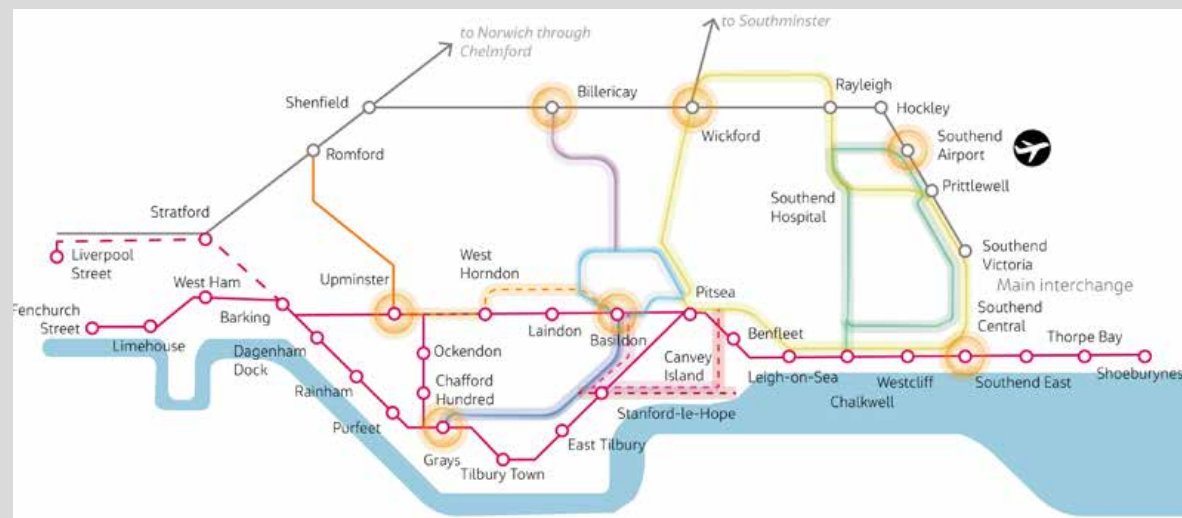 to Norwich through
Chelmford
to Southminster
Shenfield
Billericay
Wickford
Rayleigh
Hockley
Romford
Southend
Airport
Prittlewell
Stratford
Southend
Hospital
Liverpool
Street
West Ham
Upminster
West
Horndon
Pitsea
Southend
Victoria
Main interchange
Fenchurch
Street
Limehouse
Barking
Laindon
Basildon
Benfleet
Southend
Central
Thorpe Bay
Dagenham
Dock
Ockendon
Canvey
Island
Leigh-on-Sea
Westcliff
Southend East
Shoeburynes
Rainham
Chafford
Hundred
Stanford-le-Hope
Chalkwell
Purfeet
Grays
East Tilbury
Tilbury Town